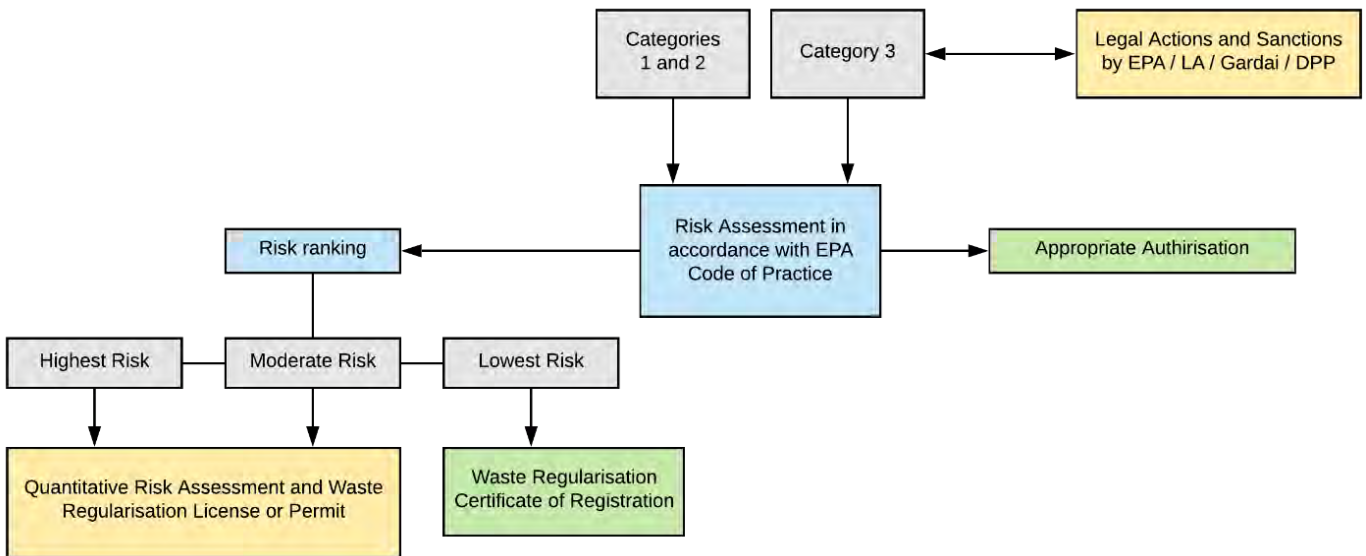 Categories
1 and 2
Category 3
Legal Actions and Sanctions
by EPA / LA / Gardai / DPP
Risk Assessment in
accordance with EPA
Code of Practice
Risk ranking
Appropriate Authirisation
Highest Risk
Moderate Risk
Lowest Risk
Quantitative Risk Assessment and Waste
Regularisation License or Permit
Waste Regularisation
Certificate of Registration